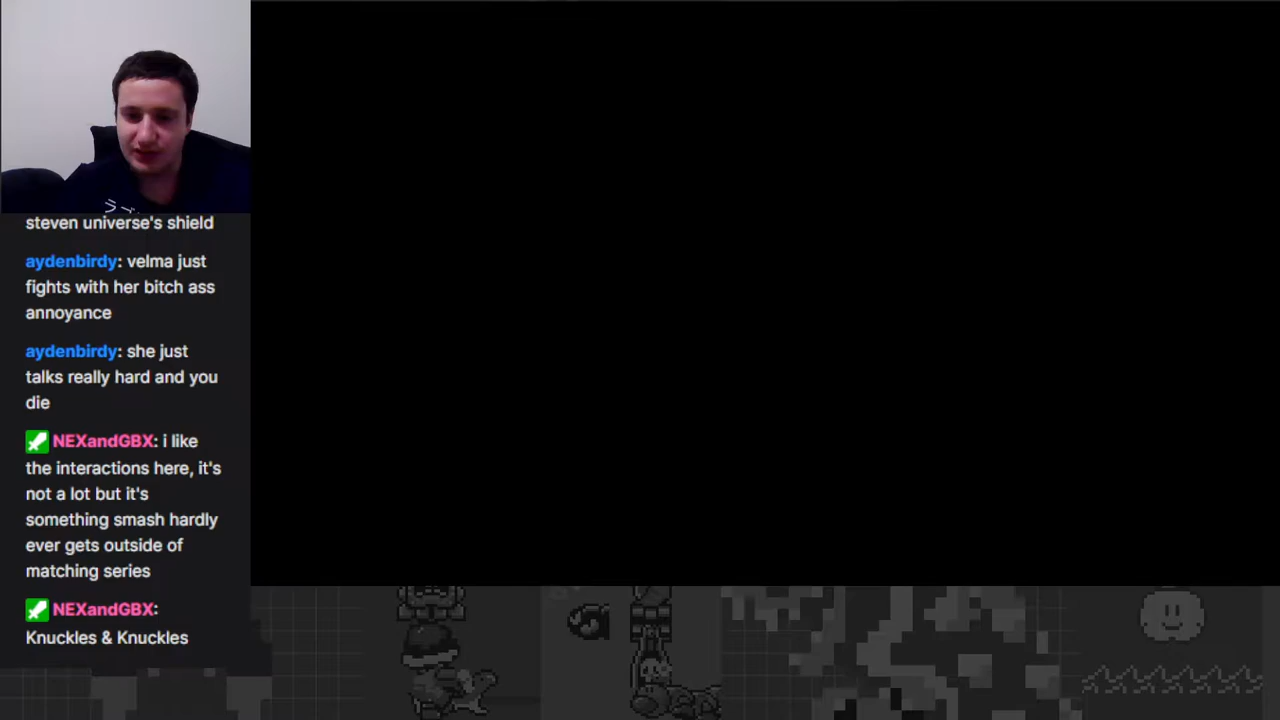 ラ
steven universe's shield
aydenbirdy: velma just
fights with her bitch ass
annoyance
aydenbirdy: she just
talks really hard and you
die
NEXandGBX: i like
the interactions here, it's
not a lot but it's
something smash hardly
ever gets outside of
matching series
NEXandGBX:
Knuckles & Knuckles